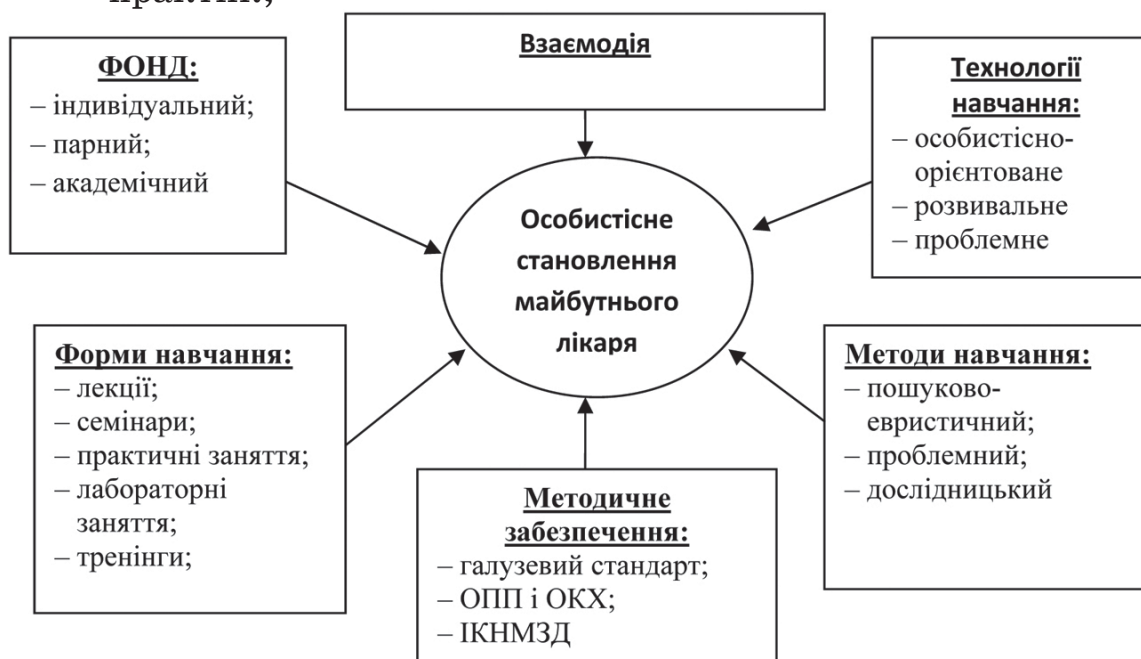 Взаємодія
ФОНД:
– індивідуальний;
– парний;
– академічний
Технології
навчання:
– особистісно-
орієнтоване
– розвивальне
– проблемне
Особистісне
становлення
майбутнього
лікаря
Форми навчання:
– лекції;
– семінари;
– практичні заняття;
– лабораторні
заняття;
– тренінги;
Методичне
забезпечення:
– галузевий стандарт;
– ОПП і ОКХ;
– ІКНМЗД
Методи навчання:
– пошуково-
евристичний;
– проблемний;
– дослідницький